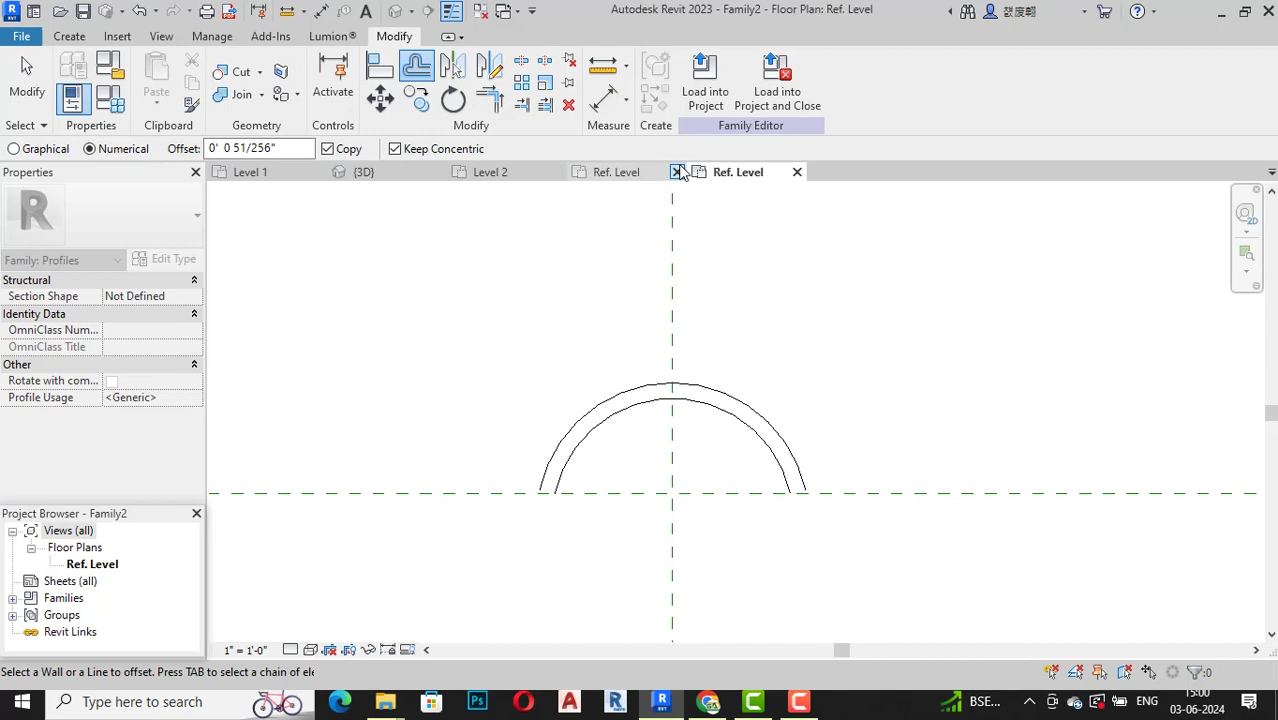 Autodesk Revit 2023 - Family2 - Floor Plan: Ref. Level
File Create Insert View Manage Add-Ins Lumion® Modify
Modify Paste Cut Join Activate Load into Project Load into Project and Close
Select Properties Clipboard Geometry Controls Modify Measure Create Family Editor
Graphical Numerical Offset: 0' 0 51/256" Copy Keep Concentric
Properties Level 1 {3D} Level 2 Ref. Level Ref. Level
Family: Profiles Edit Type
Structural
Section Shape Not Defined
Identity Data
OmniClass Num...
OmniClass Title
Other
Rotate with com...
Profile Usage <Generic>
2D
Project Browser - Family2
Views (all)
Floor Plans
Ref. Level
Sheets (all)
Families
Groups
Revit Links
1" = 1'-0"
Select a Wall or a Line to offset. Press TAB to select a chain of ele
:0
Type here to search
BSE...
ENG
15:00
03-06-2024